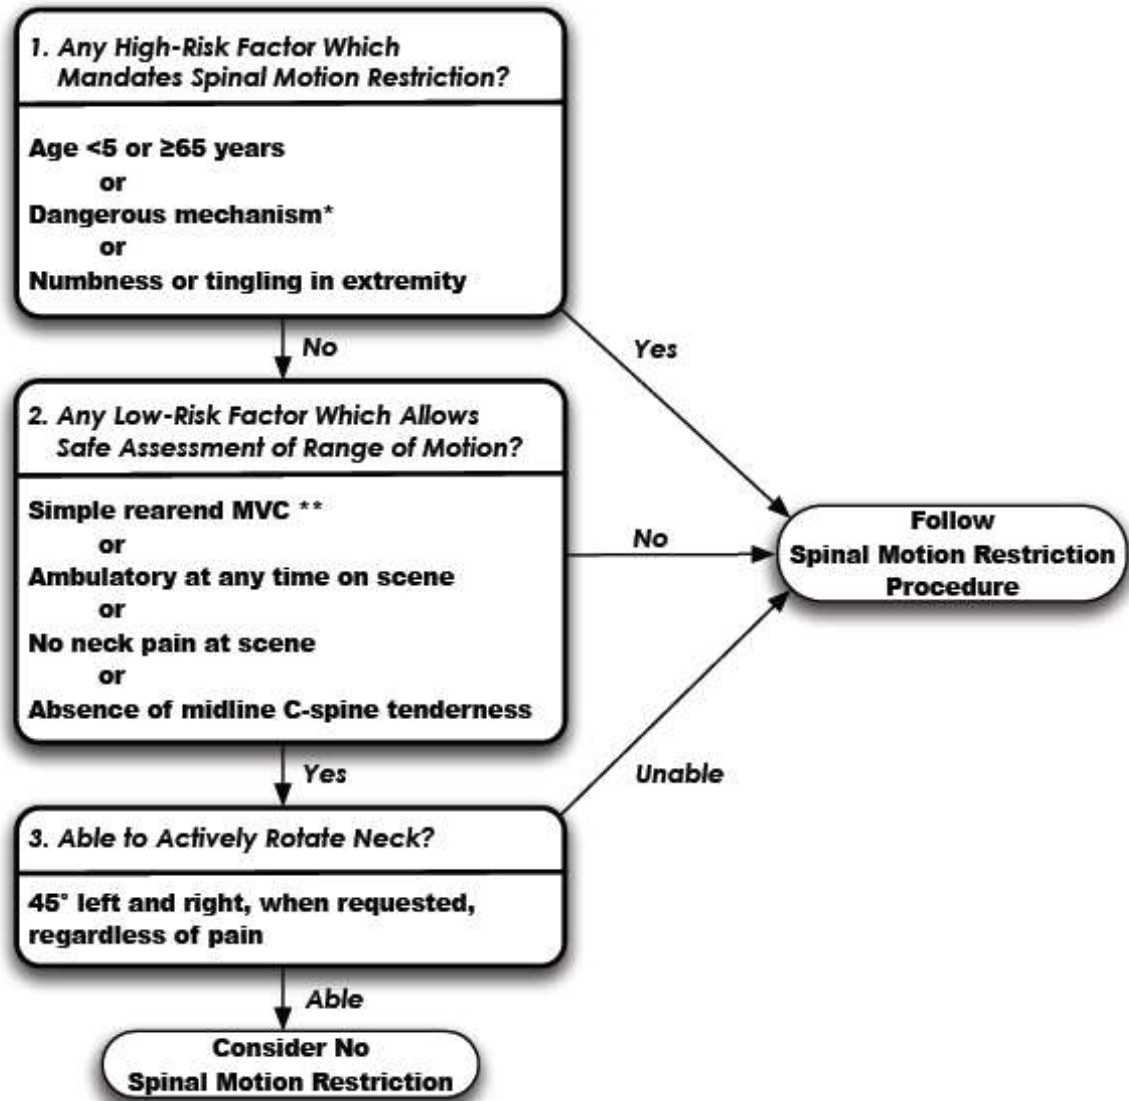 1. Any High-Risk Factor Which
Mandates Spinal Motion Restriction?
Age <5 or ≥65 years
or
Dangerous mechanism*
or
Numbness or tingling in extremity
No
Yes
2. Any Low-Risk Factor Which Allows
Safe Assessment of Range of Motion?
Simple rearend MVC **
or
Ambulatory at any time on scene
or
No neck pain at scene
or
Absence of midline C-spine tenderness
No
Follow
Spinal Motion Restriction
Procedure
Yes
Unable
3. Able to Actively Rotate Neck?
45° left and right, when requested,
regardless of pain
Able
Consider No
Spinal Motion Restriction